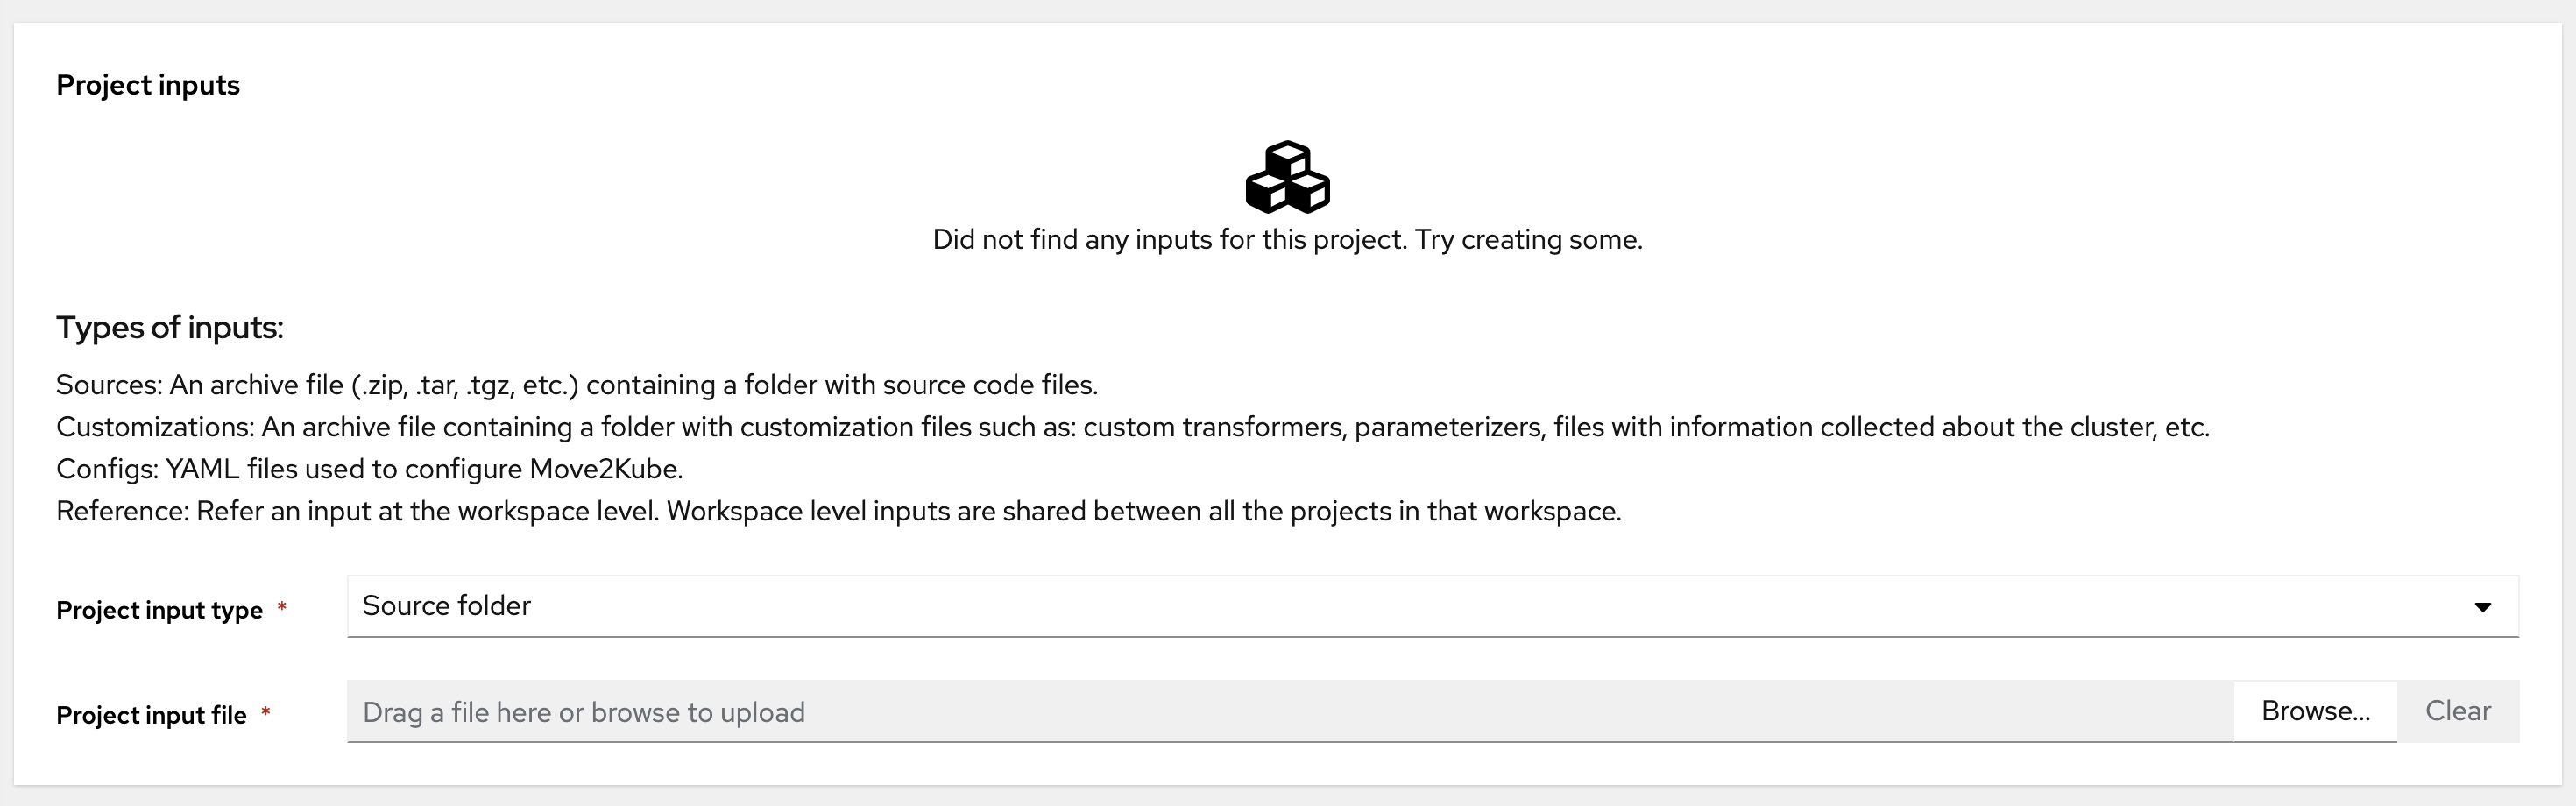 Project inputs
Did not find any inputs for this project. Try creating some.
Types of inputs:
Sources: An archive file (.zip, .tar, .tgz, etc.) containing a folder with source code files.
Customizations: An archive file containing a folder with customization files such as: custom transformers, parameterizers, files with information collected about the cluster, etc.
Configs: YAML files used to configure Move2Kube.
Reference: Refer an input at the workspace level. Workspace level inputs are shared between all the projects in that workspace.
Project input type * Source folder
Project input file * Drag a file here or browse to upload Browse... Clear